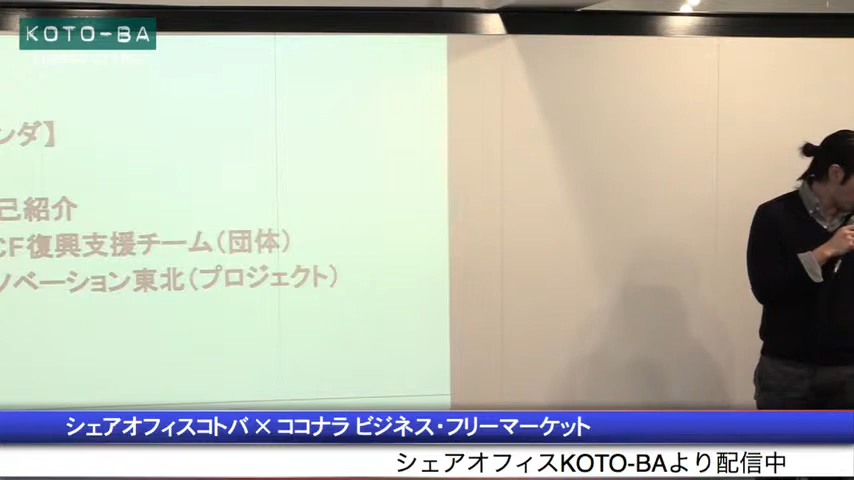 KOTO-BA
ンダ】
己紹介
CF復興支援チーム（団体）
ノベーション東北（プロジェクト）
シェアオフィスコトバ × ココナラ ビジネス・フリーマーケット
シェアオフィスKOTO-BAより配信中